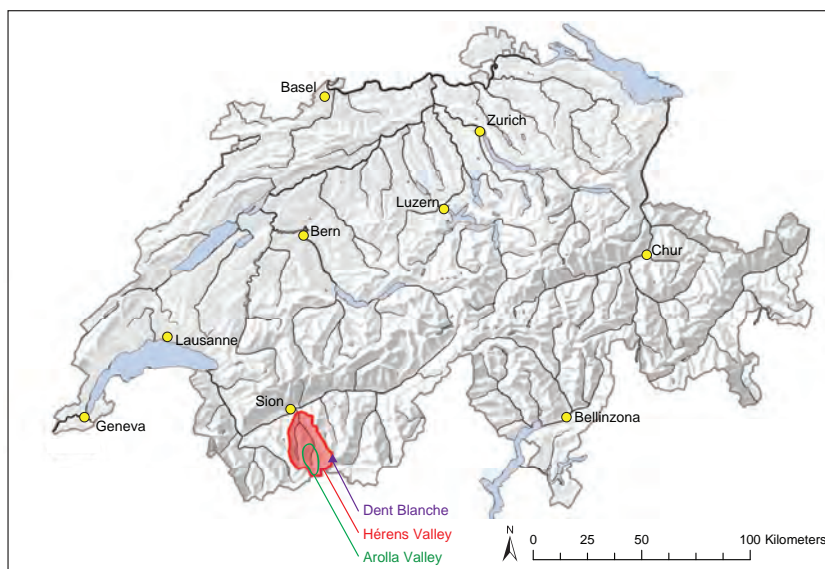 Basel
Zurich
Luzern
Bern
Chur
Lausanne
Sion
Geneva
Bellinzona
Dent Blanche
Hérens Valley
Arolla Valley
N
0 25 50 100 Kilometers